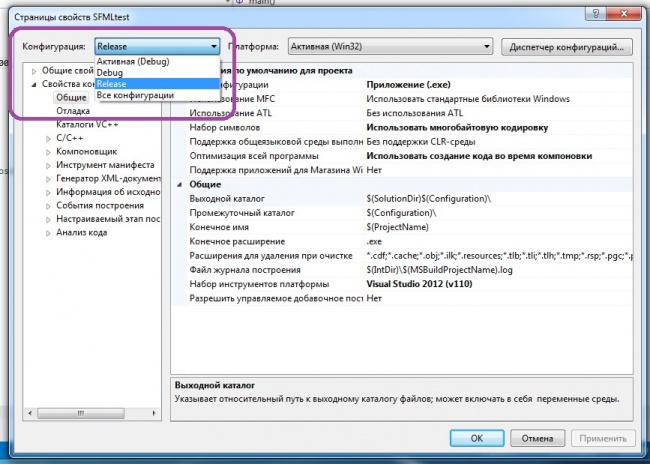 main()
Страницы свойств SFMLtest
Конфигурация: Release Платформа: Активная (Win32) Диспетчер конфигураций...
Активная (Debug)
Debug
Release
Все конфигурации
Общие свой
Свойства кон
Общие
Отладка
Каталоги VC++
C/C++
Компоновщик
Инструмент манифеста
Генератор XML-документ
Информация об исходно
События построения
Настраиваемый этап пос
Анализ кода
по умолчанию для проекта
конфигурации Приложение (.exe)
Использование MFC Использовать стандартные библиотеки Windows
Использование ATL Без использования ATL
Набор символов Использовать многобайтовую кодировку
Поддержка общеязыковой среды выполн Без поддержки CLR-среды
Оптимизация всей программы Использовать создание кода во время компоновки
Поддержка приложений для Магазина Wi Нет
Общие
Выходной каталог $(SolutionDir)$(Configuration)\
Промежуточный каталог $(Configuration)\
Конечное имя $(ProjectName)
Конечное расширение .exe
Расширения для удаления при очистке *.cdf;*.cache;*.obj;*.ilk;*.resources;*.tlb;*.tli;*.tlh;*.tmp;*.rsp;*.pgc;*.p
Файл журнала построения $(IntDir)\$(MSBuildProjectName).log
Набор инструментов платформы Visual Studio 2012 (v110)
Разрешить управляемое добавочное пост Нет
Выходной каталог
Указывает относительный путь к выходному каталогу файлов; может включать в себя переменные среды.
OK Отмена Применить